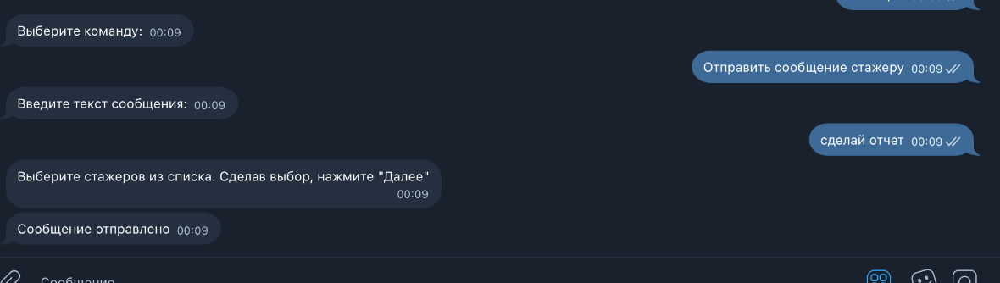 Выберите команду: 00:09
Отправить сообщение стажеру 00:09
Введите текст сообщения: 00:09
сделай отчет 00:09
Выберите стажеров из списка. Сделав выбор, нажмите "Далее"
00:09
Сообщение отправлено 00:09
Сообщение